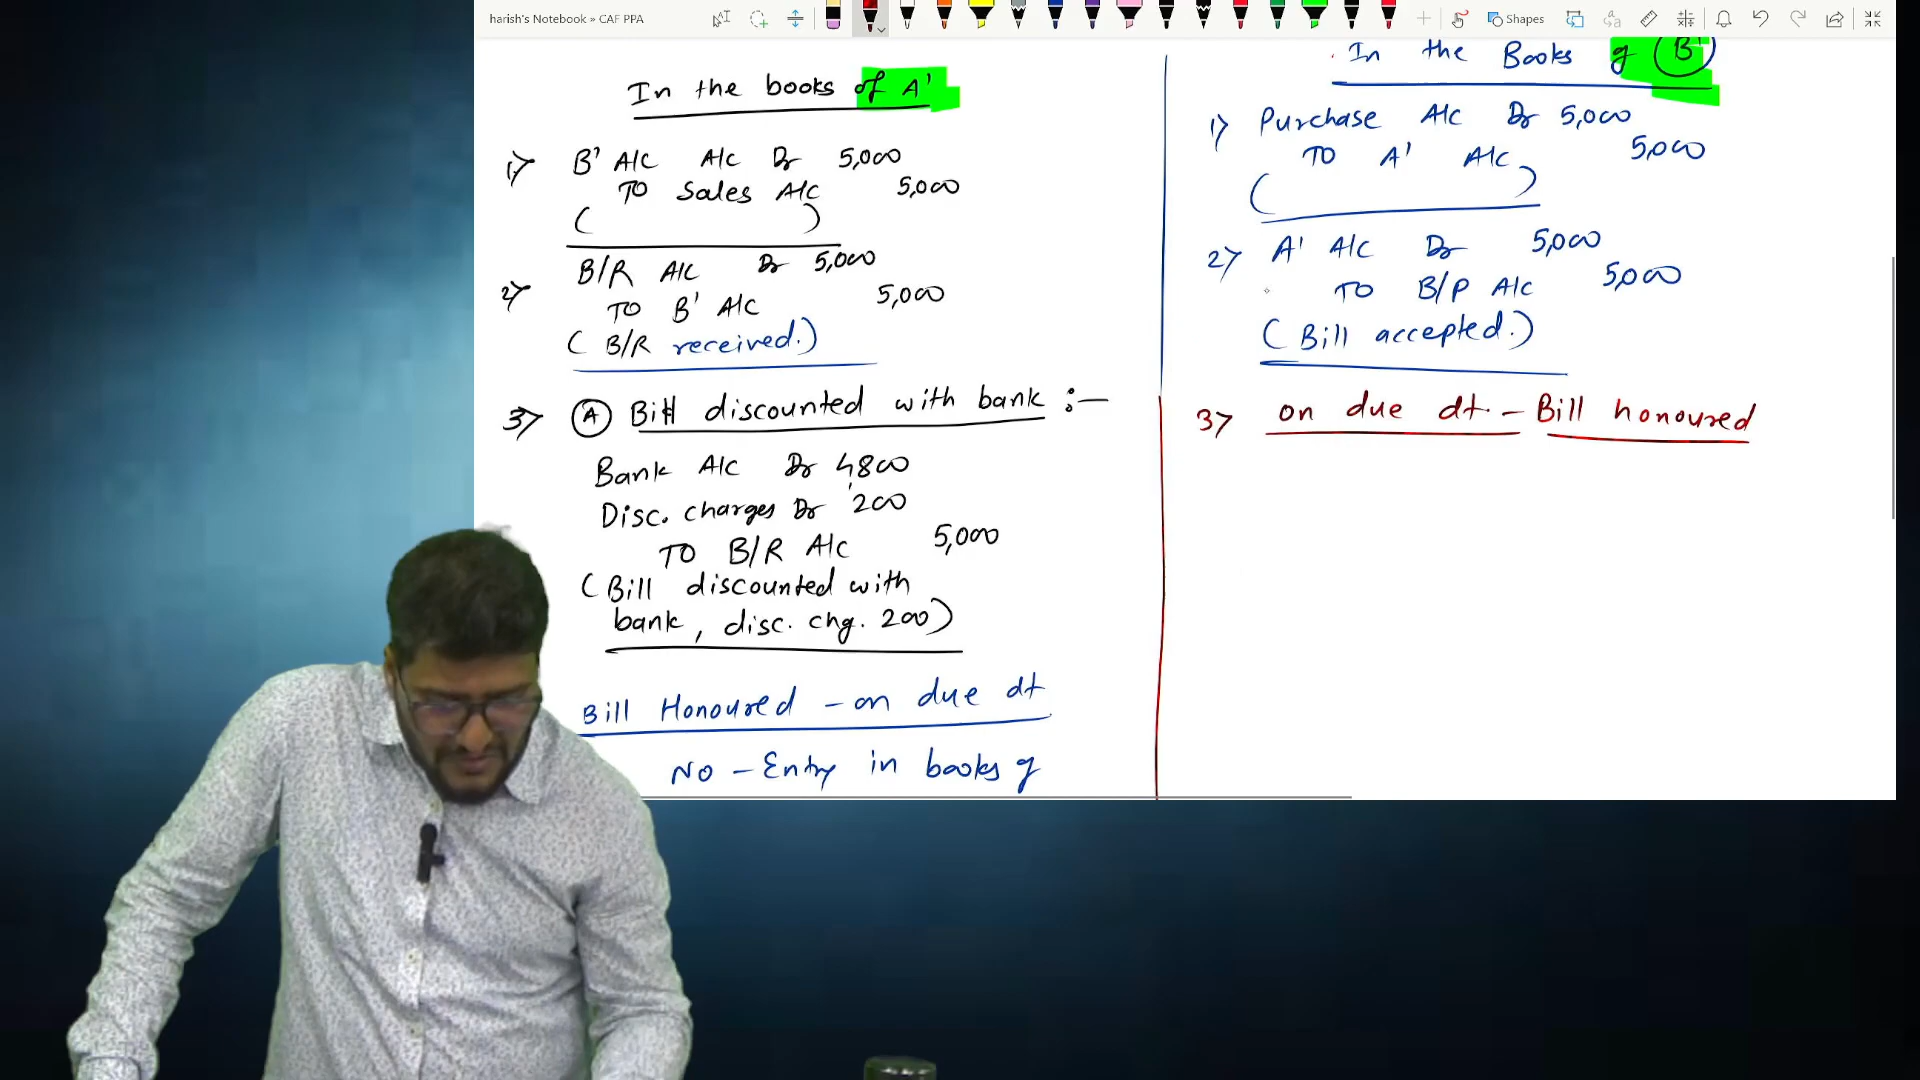 harish's Notebook » CAF PPA
Shapes
In the books of A'
1) B' A/c A/c Dr 5,000
To Sales A/c 5,000
( )
2) B/R A/c Dr 5,000
To B' A/c 5,000
( B/R received.)
3) A Bill discounted with bank :-
Bank A/c Dr 4,800
Disc. charges Dr 200
To B/R A/c 5,000
(Bill discounted with
bank, disc. chg. 200)
Bill Honoured - on due dt
No - Entry in books of
In the Books of B'
1) Purchase A/c Dr 5,000
To A' A/c 5,000
( )
2) A' A/c Dr 5,000
To B/P A/c 5,000
(Bill accepted.)
3) on due dt. - Bill honoured